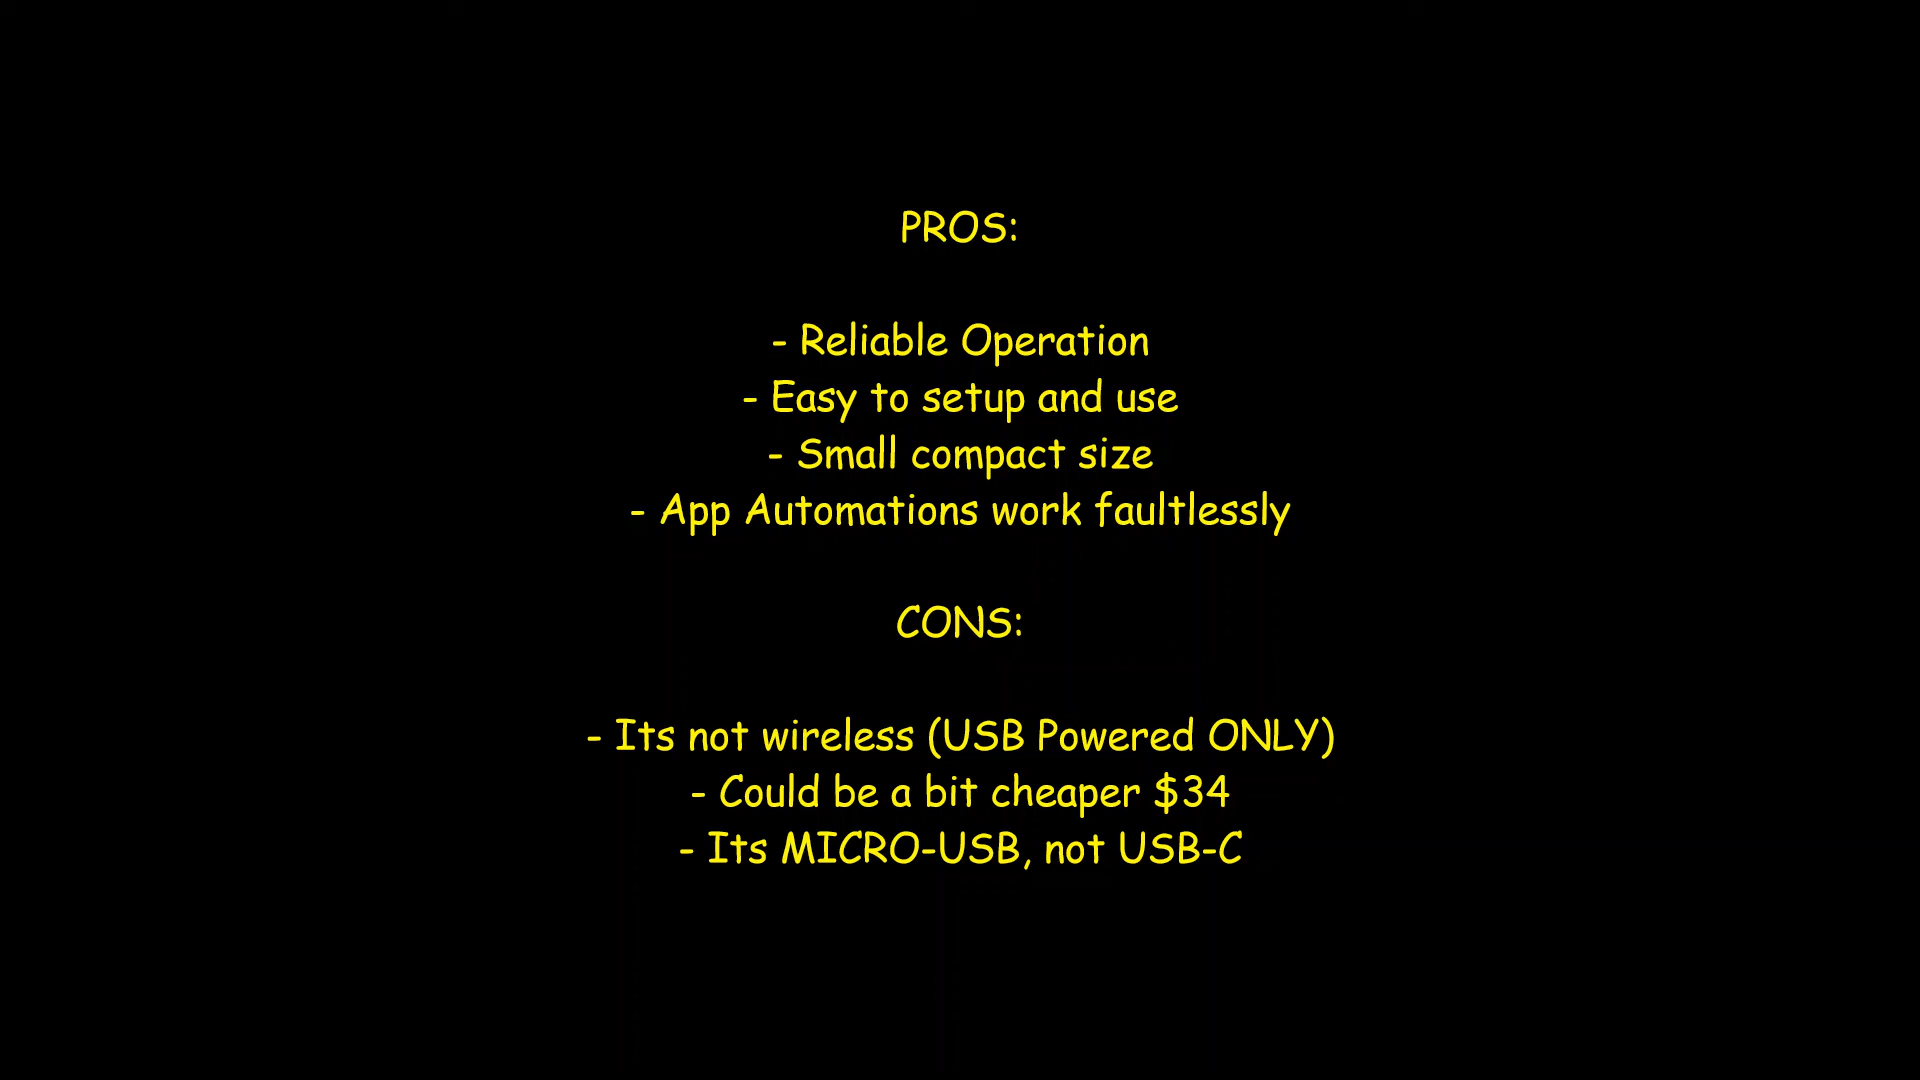 PROS:
- Reliable Operation
- Easy to setup and use
- Small compact size
- App Automations work faultlessly
CONS:
- Its not wireless (USB Powered ONLY)
- Could be a bit cheaper $34
- Its MICRO-USB, not USB-C